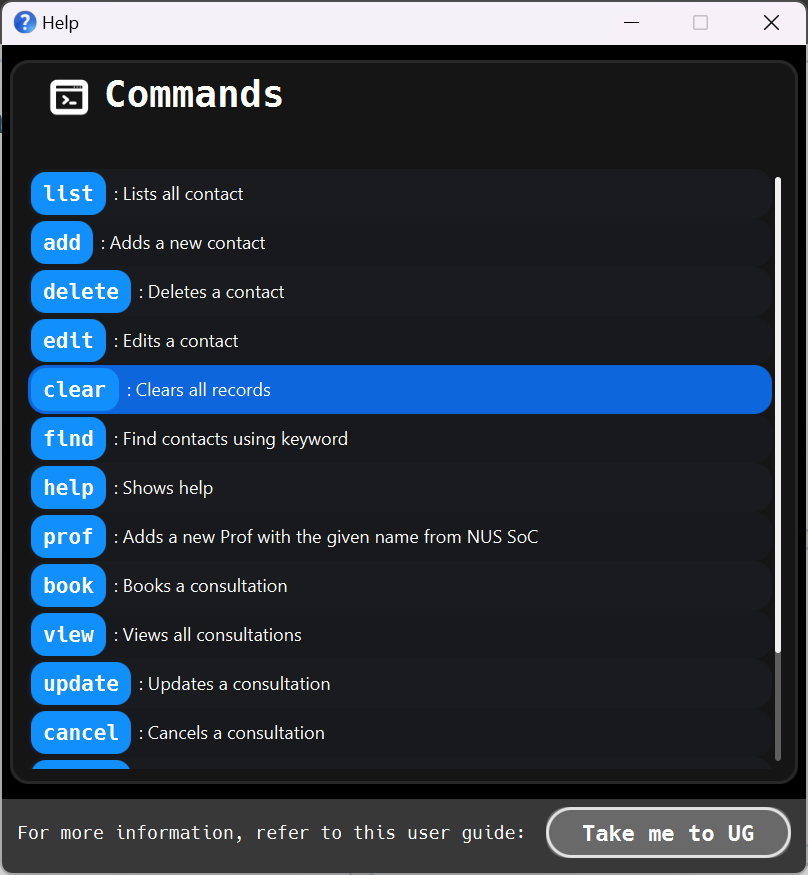 Help
Commands
list : Lists all contact
add : Adds a new contact
delete : Deletes a contact
edit : Edits a contact
clear : Clears all records
find : Find contacts using keyword
help : Shows help
prof : Adds a new Prof with the given name from NUS SoC
book : Books a consultation
view : Views all consultations
update : Updates a consultation
cancel : Cancels a consultation
For more information, refer to this user guide: Take me to UG